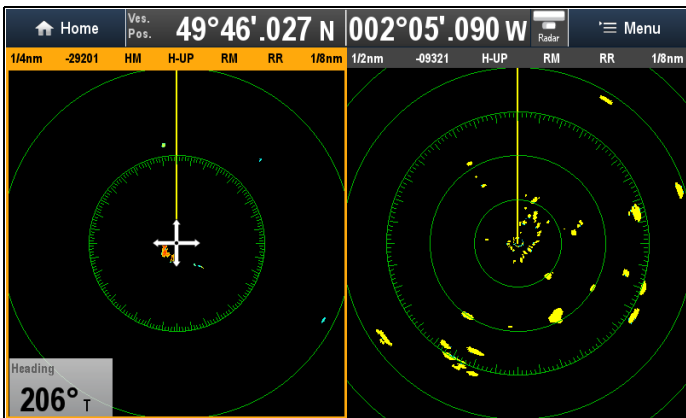 Home
Ves. Pos.
49°46'.027 N
002°05'.090 W
Radar
Menu
1/4nm -29201 HM H-UP RM RR 1/8nm
1/2nm -09321 H-UP RM RR 1/8nm
Heading
206° T